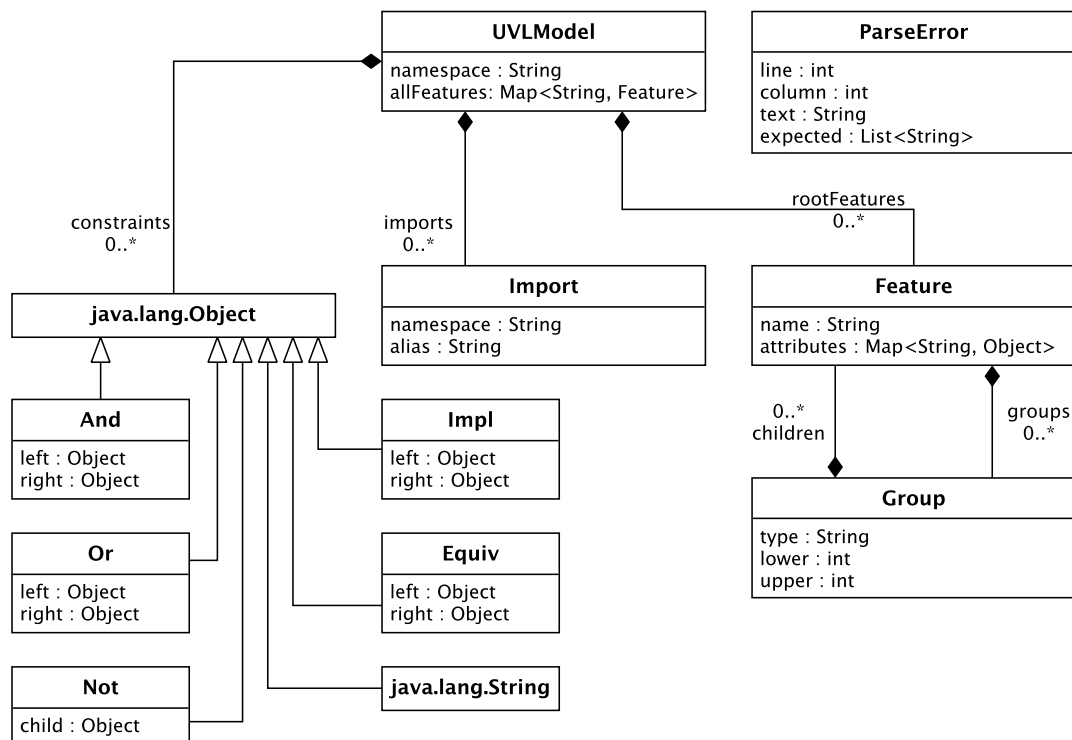 UVLModel
namespace : String
allFeatures: Map<String, Feature>
ParseError
line : int
column : int
text : String
expected : List<String>
constraints
0..*
imports
0..*
rootFeatures
0..*
java.lang.Object
Import
namespace : String
alias : String
Feature
name : String
attributes : Map<String, Object>
And
left : Object
right : Object
Impl
left : Object
right : Object
0..*
children
groups
0..*
Group
type : String
lower : int
upper : int
Or
left : Object
right : Object
Equiv
left : Object
right : Object
Not
child : Object
java.lang.String